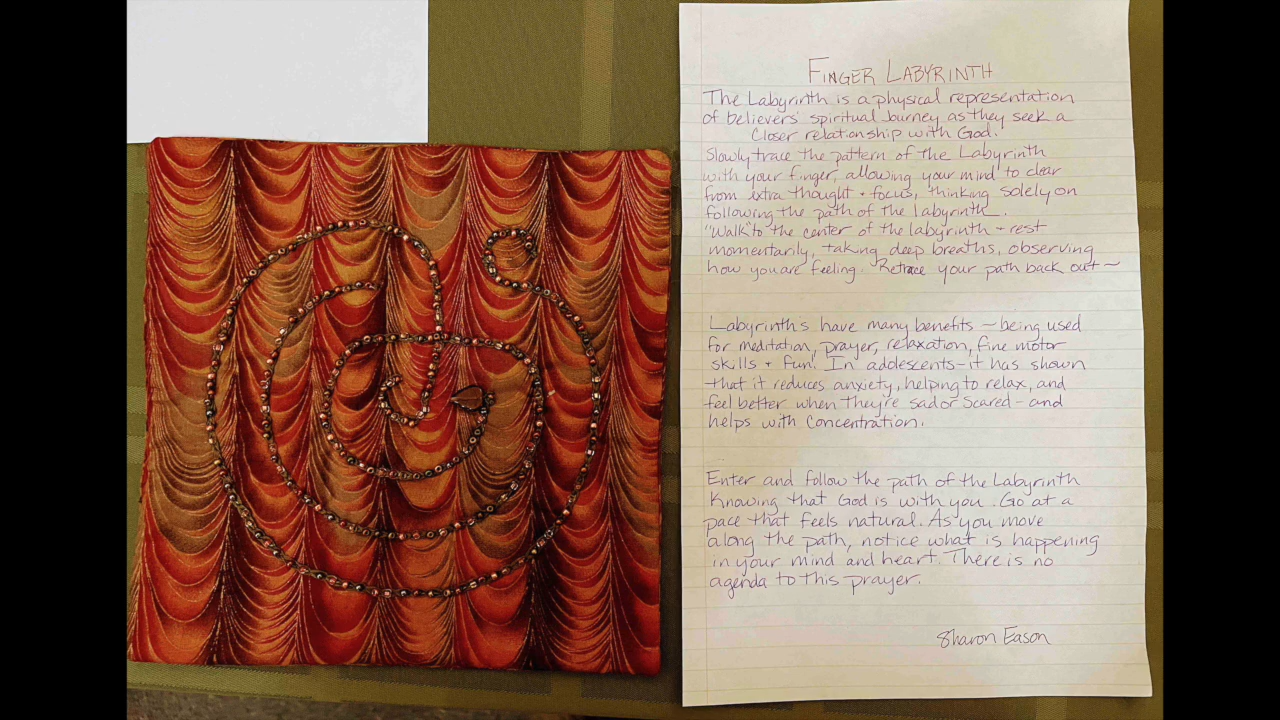 FINGER LABYRINTH
The Labyrinth is a physical representation
of believers' spiritual journey as they seek a
closer relationship with God.
Slowly trace the pattern of the Labyrinth
with your finger, allowing your mind to clear
from extra thought + focus, thinking solely on
following the path of the labyrinth.
"Walk" to the center of the labyrinth + rest
momentarily, taking deep breaths, observing
how you are feeling. Retrace your path back out ~
Labyrinths have many benefits ~ being used
for meditation, prayer, relaxation, fine motor
skills + fun! In adolescents - it has shown
that it reduces anxiety, helping to relax, and
feel better when they're sad or scared - and
helps with concentration.
Enter and follow the path of the Labyrinth
Knowing that God is with you. Go at a
pace that feels natural. As you move
along the path, notice what is happening
in your mind and heart. There is no
agenda to this prayer.
Sharon Eason